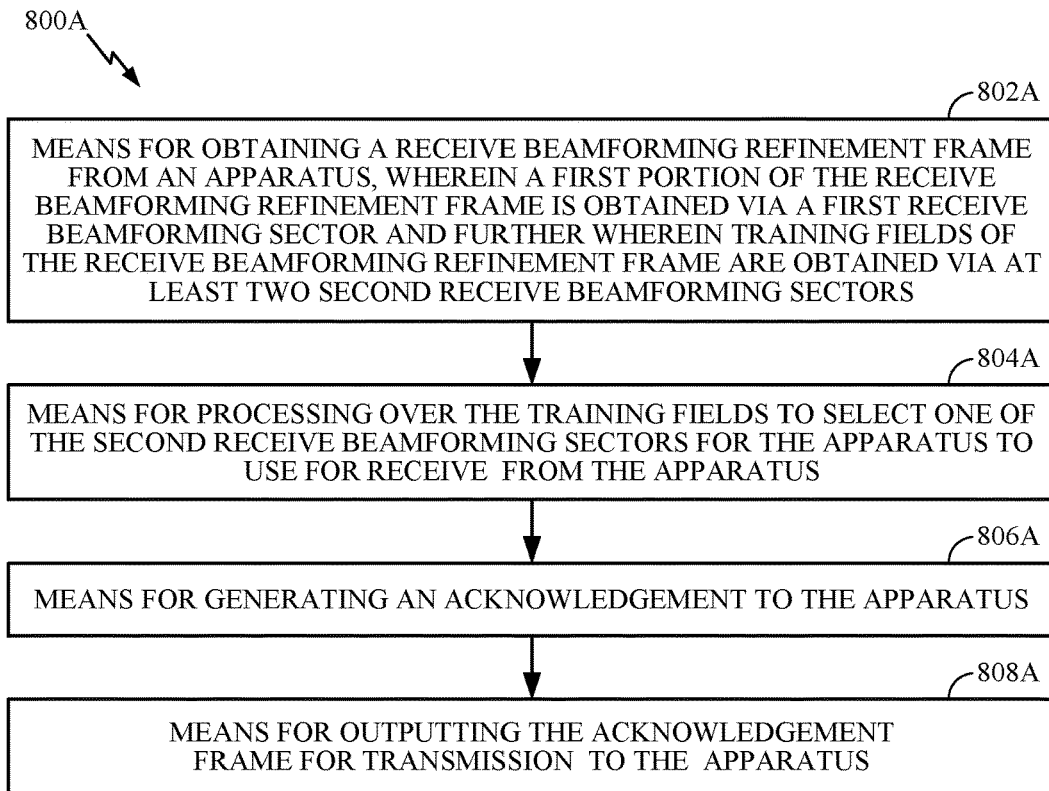 800A
802A
MEANS FOR OBTAINING A RECEIVE BEAMFORMING REFINEMENT FRAME
FROM AN APPARATUS, WHEREIN A FIRST PORTION OF THE RECEIVE
BEAMFORMING REFINEMENT FRAME IS OBTAINED VIA A FIRST RECEIVE
BEAMFORMING SECTOR AND FURTHER WHEREIN TRAINING FIELDS OF
THE RECEIVE BEAMFORMING REFINEMENT FRAME ARE OBTAINED VIA AT
LEAST TWO SECOND RECEIVE BEAMFORMING SECTORS
804A
MEANS FOR PROCESSING OVER THE TRAINING FIELDS TO SELECT ONE OF
THE SECOND RECEIVE BEAMFORMING SECTORS FOR THE APPARATUS TO
USE FOR RECEIVE FROM THE APPARATUS
806A
MEANS FOR GENERATING AN ACKNOWLEDGEMENT TO THE APPARATUS
808A
MEANS FOR OUTPUTTING THE ACKNOWLEDGEMENT
FRAME FOR TRANSMISSION TO THE APPARATUS